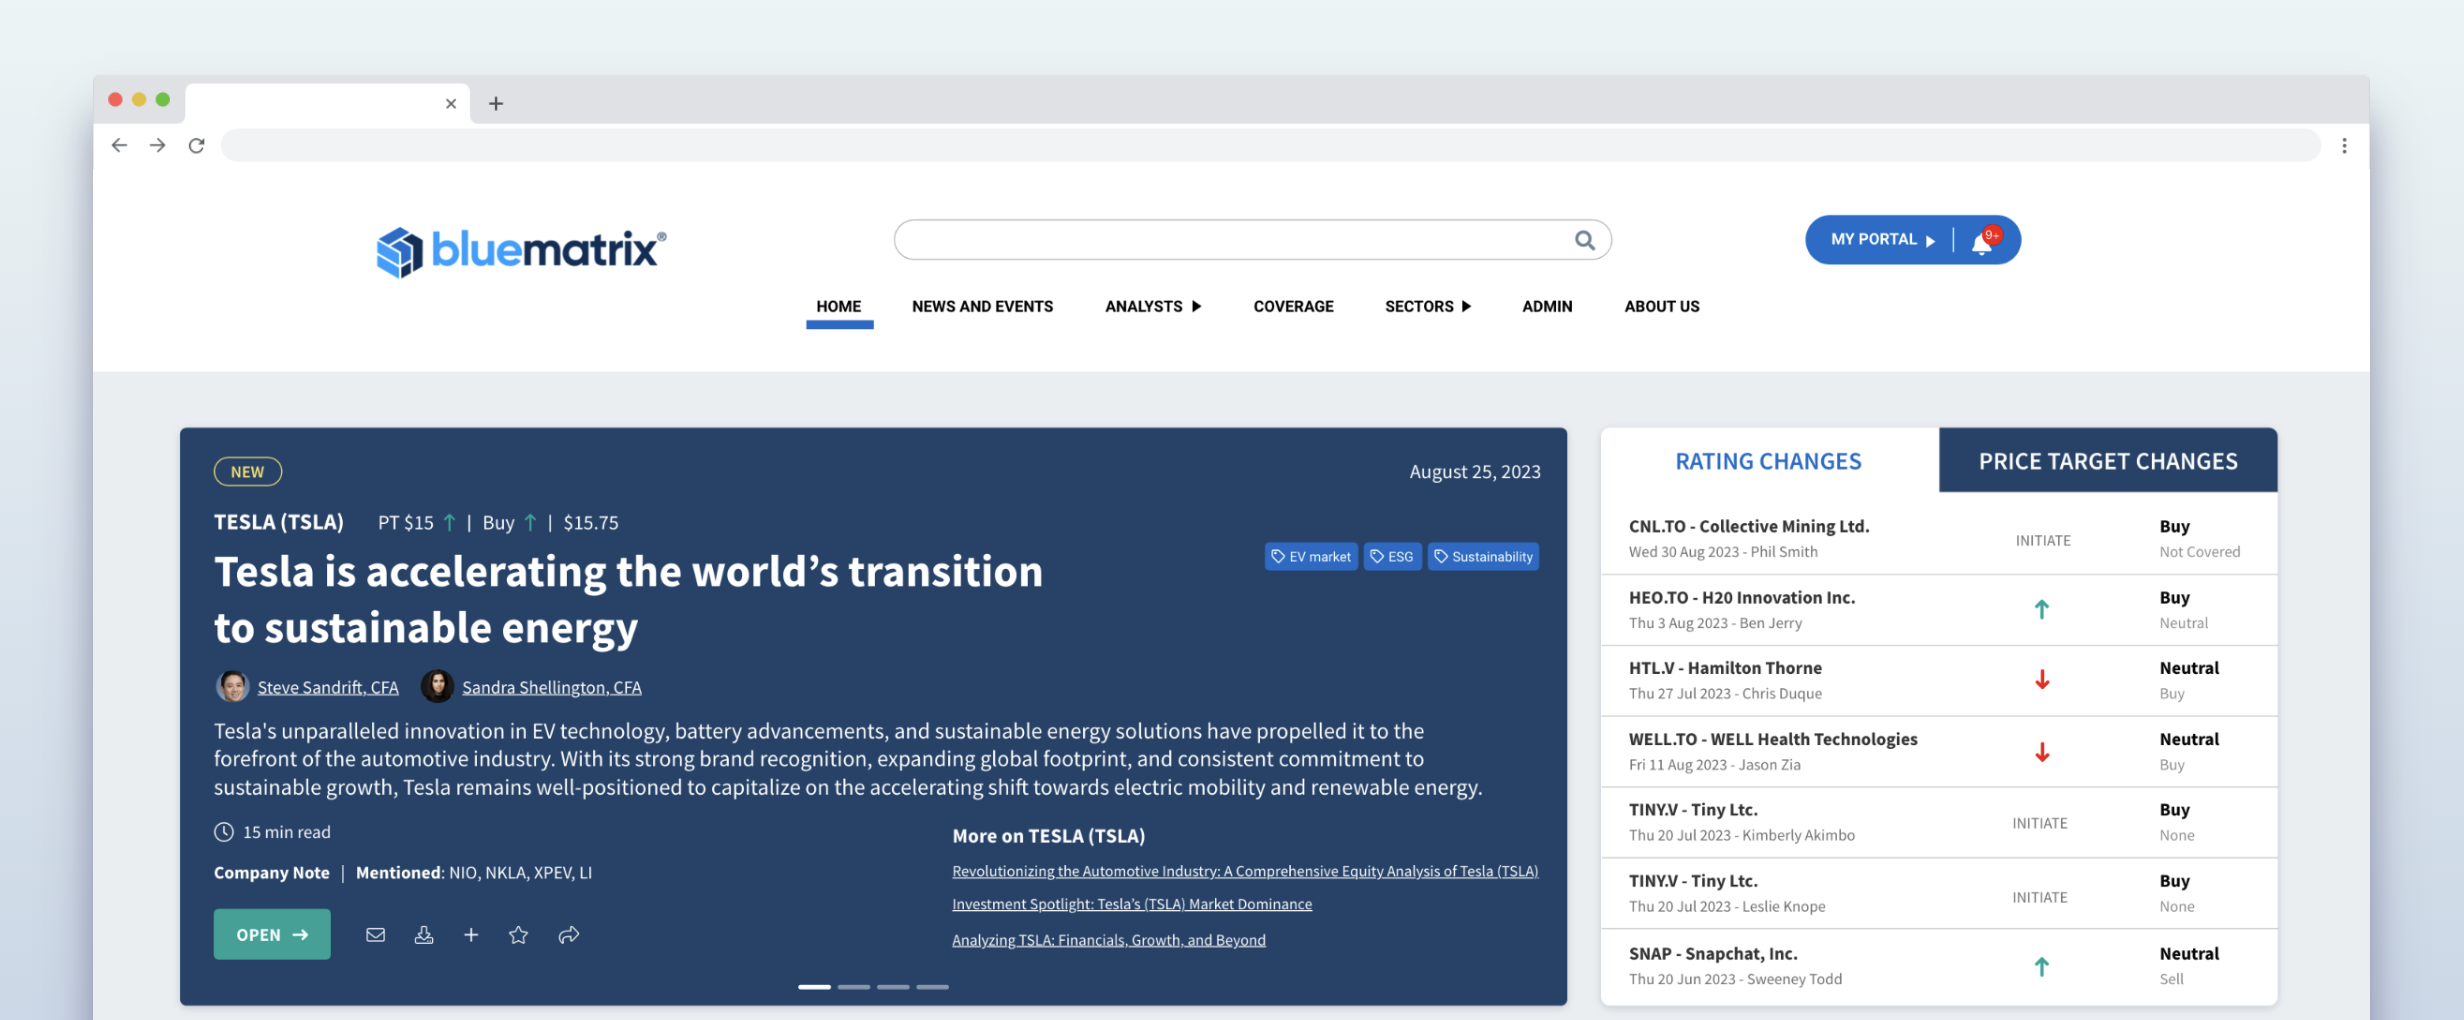 bluematrix®
MY PORTAL
9+
HOME NEWS AND EVENTS ANALYSTS COVERAGE SECTORS ADMIN ABOUT US
NEW
August 25, 2023
TESLA (TSLA) PT $15 ↑ | Buy ↑ | $15.75
Tesla is accelerating the world’s transition
to sustainable energy
EV market ESG Sustainability
Steve Sandrift, CFA Sandra Shellington, CFA
Tesla's unparalleled innovation in EV technology, battery advancements, and sustainable energy solutions have propelled it to the
forefront of the automotive industry. With its strong brand recognition, expanding global footprint, and consistent commitment to
sustainable growth, Tesla remains well-positioned to capitalize on the accelerating shift towards electric mobility and renewable energy.
15 min read
Company Note | Mentioned: NIO, NKLA, XPEV, LI
OPEN →
More on TESLA (TSLA)
Revolutionizing the Automotive Industry: A Comprehensive Equity Analysis of Tesla (TSLA)
Investment Spotlight: Tesla’s (TSLA) Market Dominance
Analyzing TSLA: Financials, Growth, and Beyond
RATING CHANGES PRICE TARGET CHANGES
CNL.TO - Collective Mining Ltd.
Wed 30 Aug 2023 - Phil Smith
INITIATE
Buy
Not Covered
HEO.TO - H20 Innovation Inc.
Thu 3 Aug 2023 - Ben Jerry
Buy
Neutral
HTL.V - Hamilton Thorne
Thu 27 Jul 2023 - Chris Duque
Neutral
Buy
WELL.TO - WELL Health Technologies
Fri 11 Aug 2023 - Jason Zia
Neutral
Buy
TINY.V - Tiny Ltc.
Thu 20 Jul 2023 - Kimberly Akimbo
INITIATE
Buy
None
TINY.V - Tiny Ltc.
Thu 20 Jul 2023 - Leslie Knope
INITIATE
Buy
None
SNAP - Snapchat, Inc.
Thu 20 Jun 2023 - Sweeney Todd
Neutral
Sell